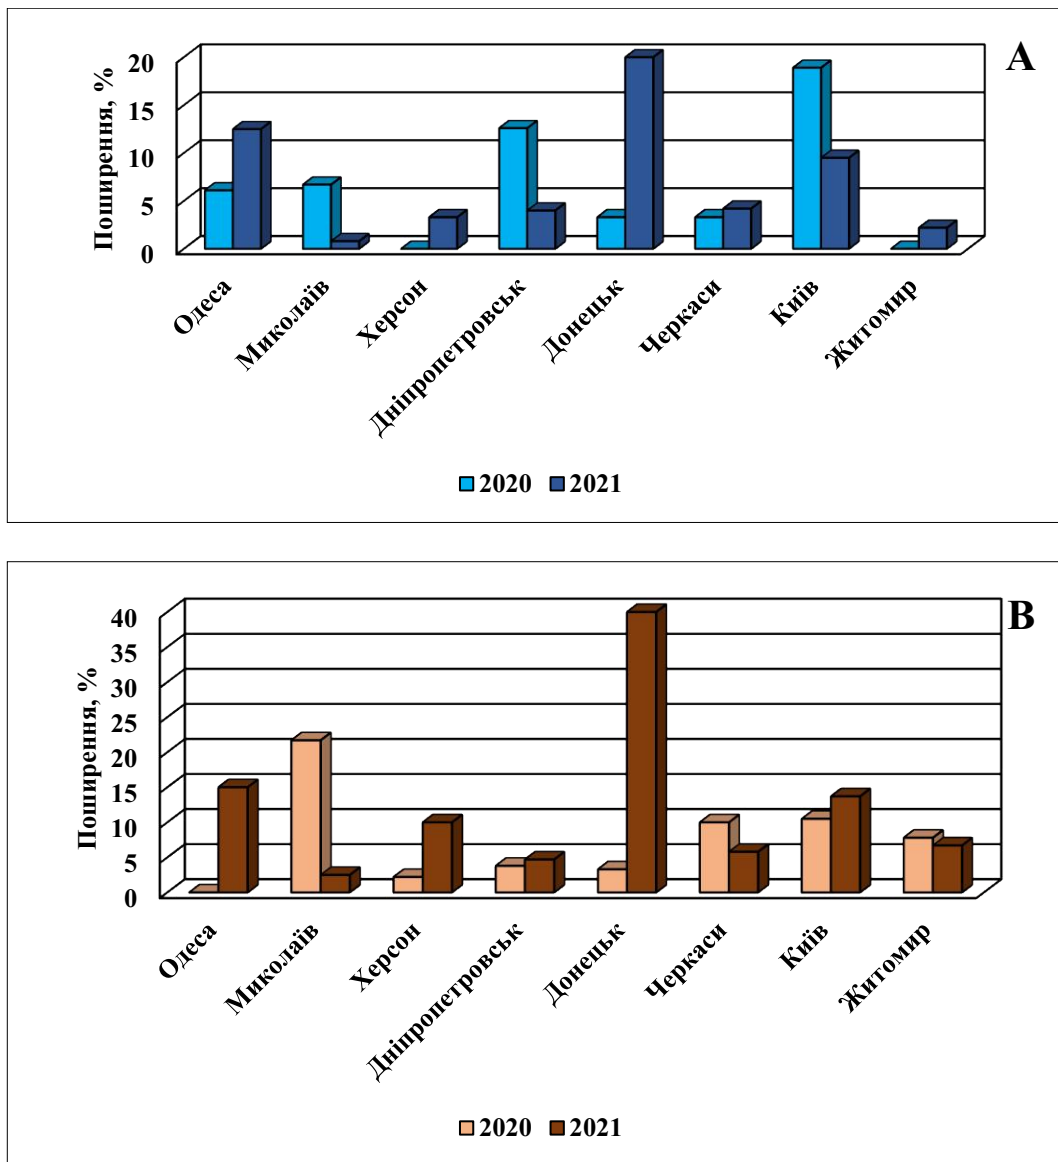 A
Поширення, %
20
15
10
5
0
Одеса
Миколаїв
Херсон
Дніпропетровськ
Донецьк
Черкаси
Київ
Житомир
2020 2021
B
Поширення, %
40
35
30
25
20
15
10
5
0
Одеса
Миколаїв
Херсон
Дніпропетровськ
Донецьк
Черкаси
Київ
Житомир
2020 2021